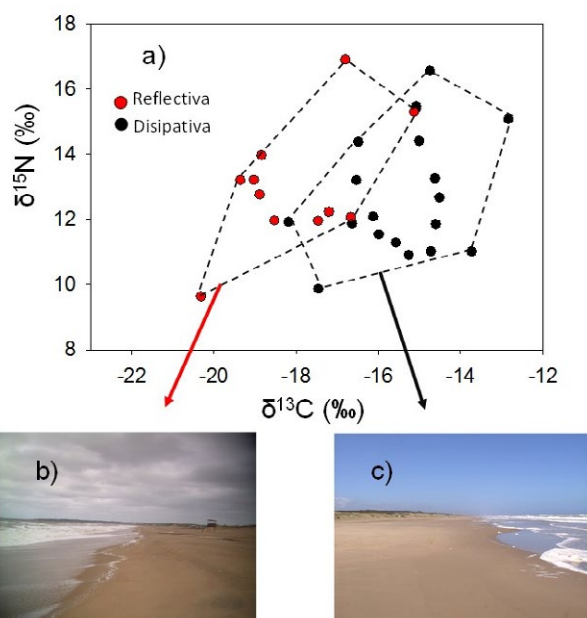 18
16
14
12
10
8
δ¹⁵N (‰)
a)
Reflectiva
Disipativa
-22 -20 -18 -16 -14 -12
δ¹³C (‰)
b)
c)